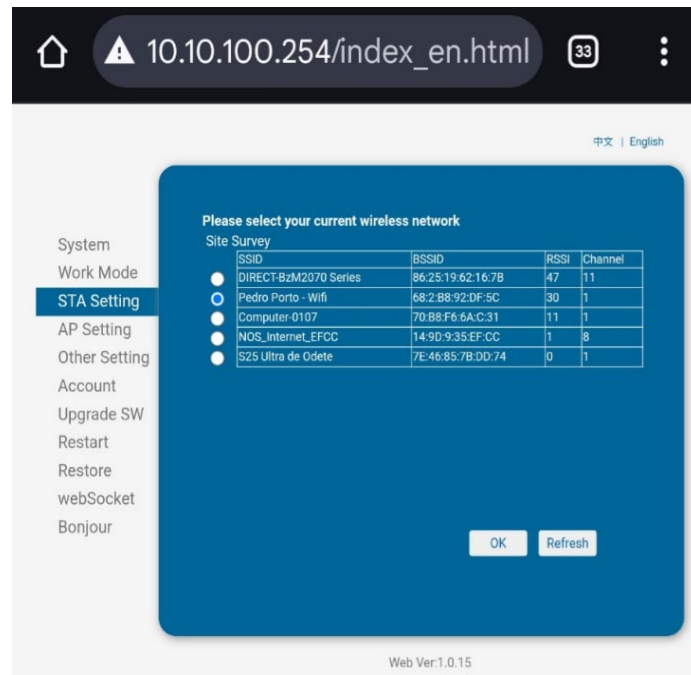 10.10.100.254/index_en.html 33
中文 | English
Please select your current wireless network
Site Survey
SSID BSSID RSSI Channel
DIRECT-BzM2070 Series 86:25:19:62:16:7B 47 11
Pedro Porto - Wifi 68:2:B8:92:DF:5C 30 1
Computer-0107 70:B8:F6:6A:C:31 11 1
NOS_Internet_EFCC 14:9D:9:35:EF:CC 1 8
S25 Ultra de Odete 7E:46:85:7B:DD:74 0 1
System
Work Mode
STA Setting
AP Setting
Other Setting
Account
Upgrade SW
Restart
Restore
webSocket
Bonjour
OK Refresh
Web Ver:1.0.15